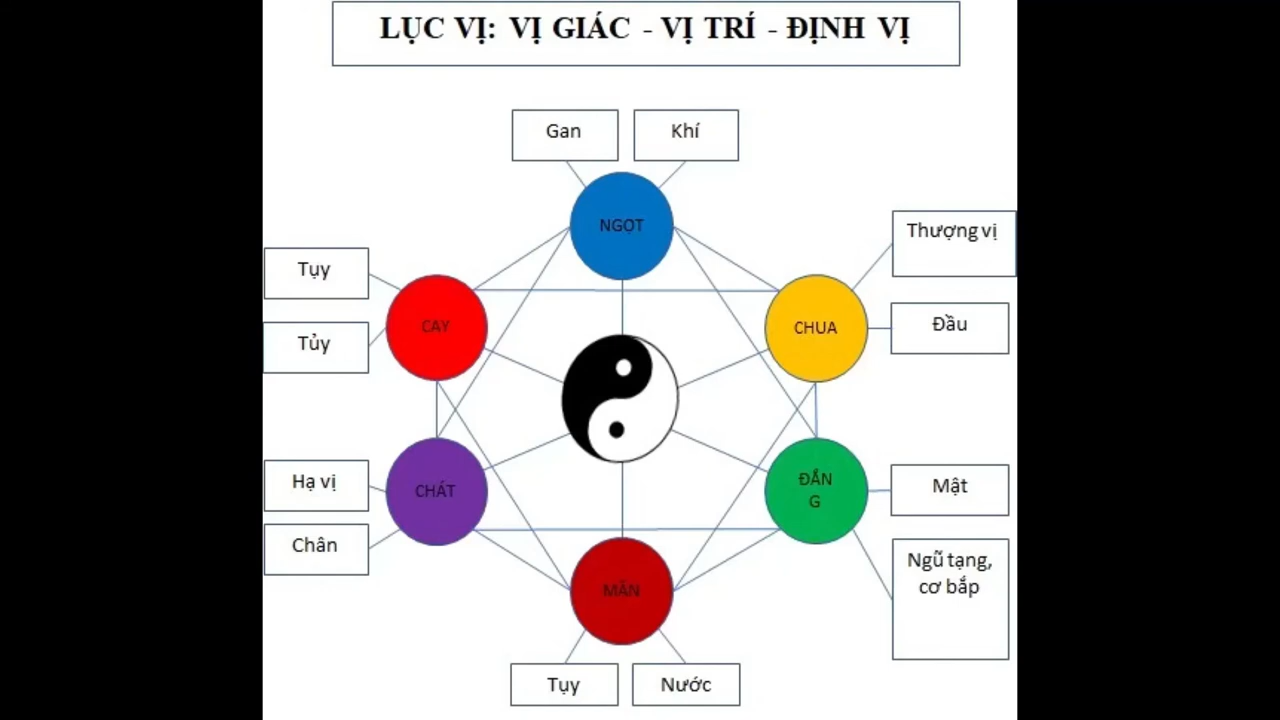 LỤC VỊ: VỊ GIÁC - VỊ TRÍ - ĐỊNH VỊ
Gan
Khí
NGỌT
Thượng vị
Tụy
CAY
CHUA
Đầu
Tủy
Hạ vị
CHÁT
ĐẮN
G
Mật
Chân
Ngũ tạng,
cơ bắp
MẶN
Tụy
Nước